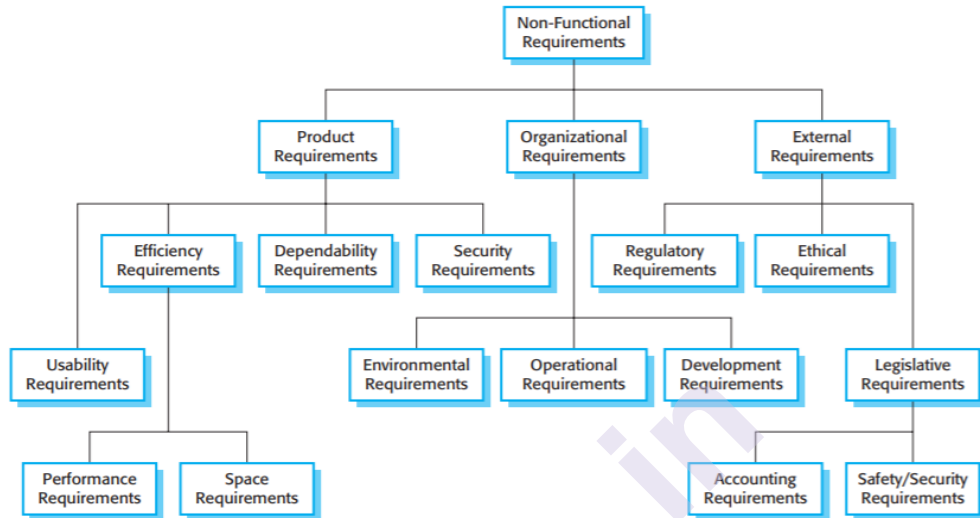 Non-Functional
Requirements
Product
Requirements
Organizational
Requirements
External
Requirements
Efficiency
Requirements
Dependability
Requirements
Security
Requirements
Regulatory
Requirements
Ethical
Requirements
Usability
Requirements
Environmental
Requirements
Operational
Requirements
Development
Requirements
Legislative
Requirements
Performance
Requirements
Space
Requirements
Accounting
Requirements
Safety/Security
Requirements
in